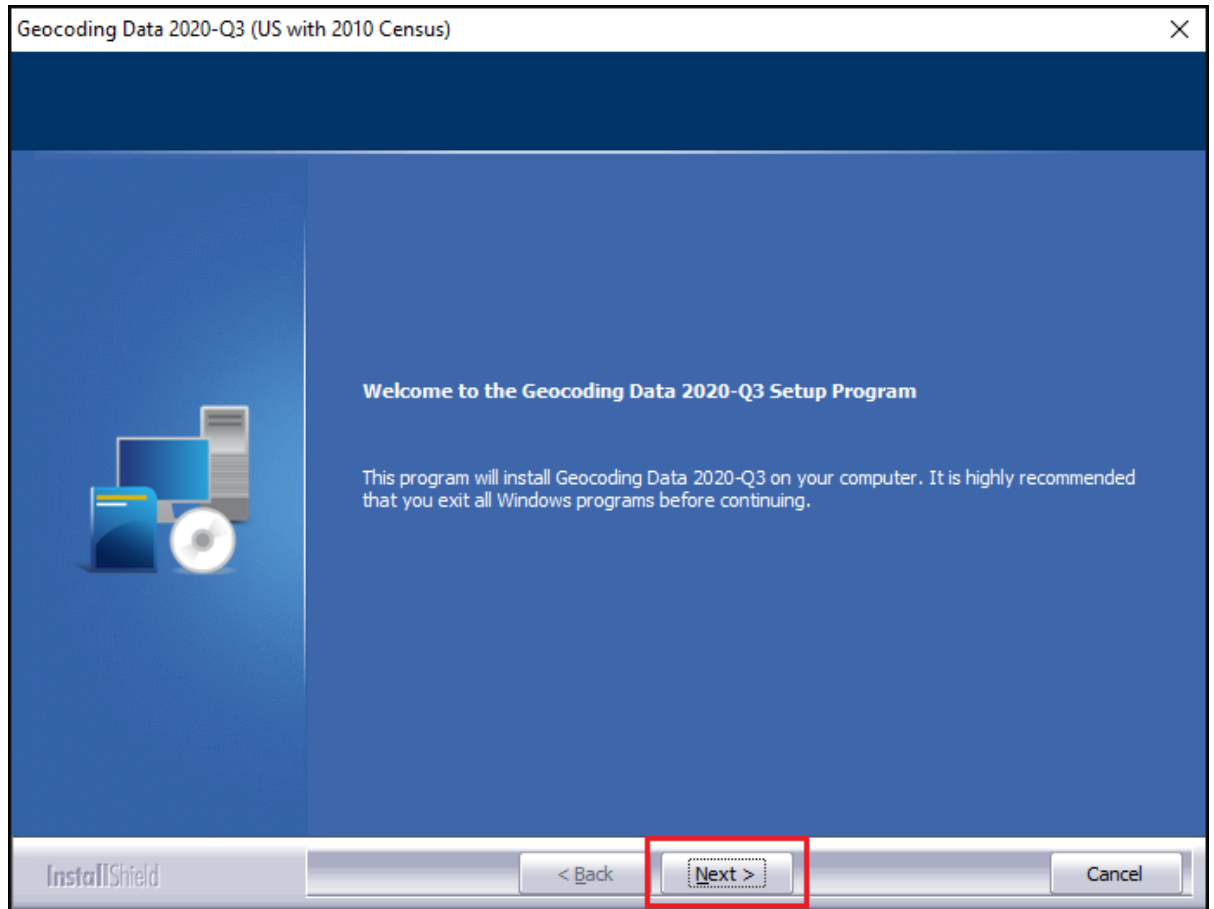 Geocoding Data 2020-Q3 (US with 2010 Census)
Welcome to the Geocoding Data 2020-Q3 Setup Program
This program will install Geocoding Data 2020-Q3 on your computer. It is highly recommended
that you exit all Windows programs before continuing.
InstallShield
< Back
Next >
Cancel